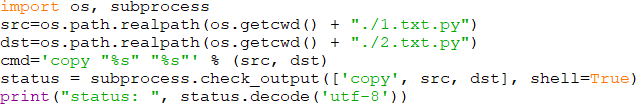 import os, subprocess
src=os.path.realpath(os.getcwd() + "./1.txt.py")
dst=os.path.realpath(os.getcwd() + "./2.txt.py")
cmd='copy "%s" "%s"' % (src, dst)
status = subprocess.check_output(['copy', src, dst], shell=True)
print("status: ", status.decode('utf-8'))